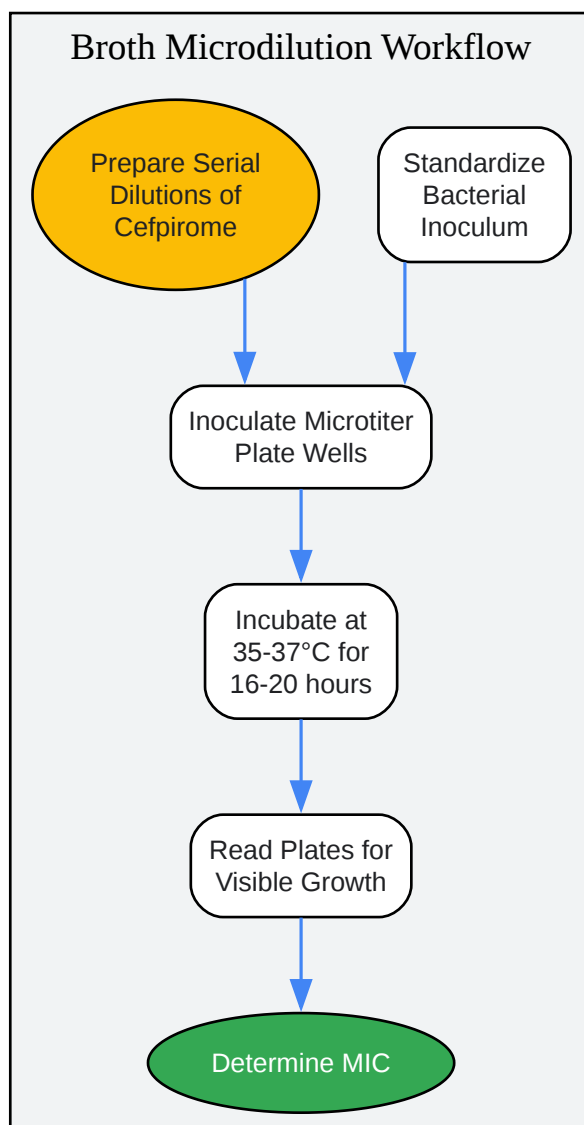 Broth Microdilution Workflow
Prepare Serial
Dilutions of
Cefpirome
Standardize
Bacterial
Inoculum
Inoculate Microtiter
Plate Wells
Incubate at
35-37°C for
16-20 hours
Read Plates for
Visible Growth
Determine MIC